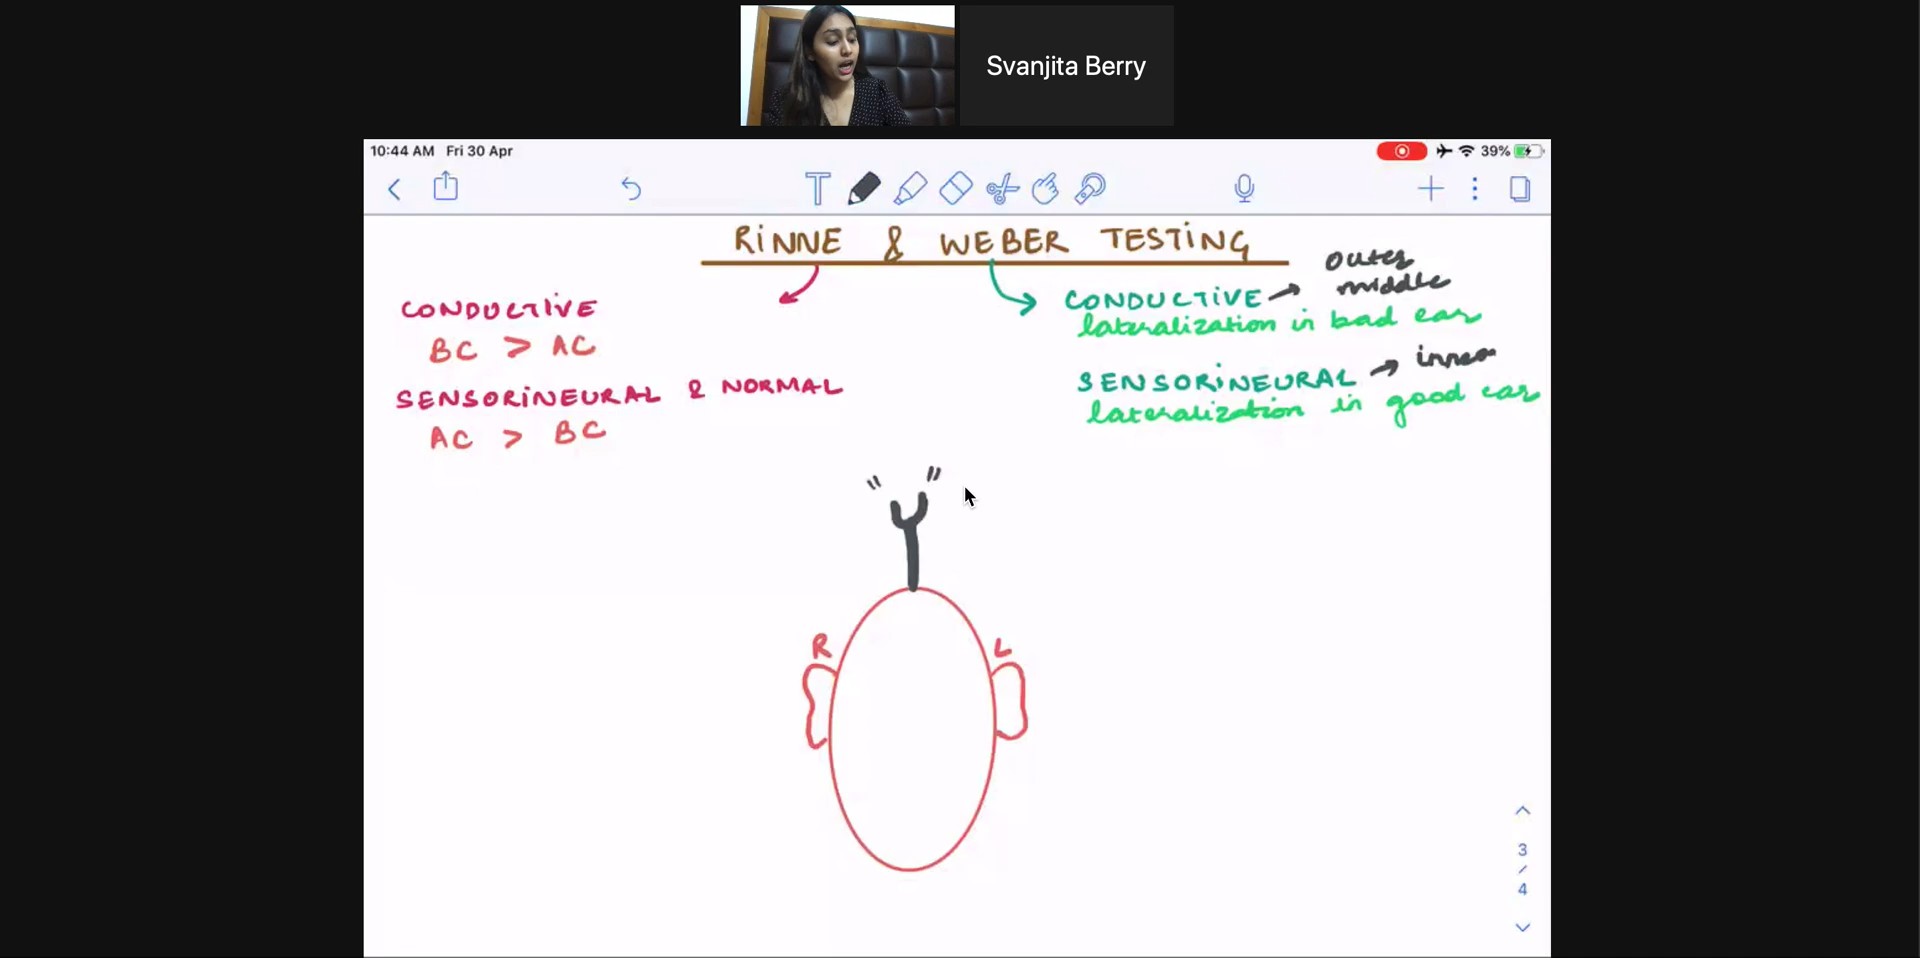 Svanjita Berry
10:44 AM Fri 30 Apr
39%
T
RINNE & WEBER TESTING
CONDUCTIVE
BC > AC
SENSORINEURAL & NORMAL
AC > BC
CONDUCTIVE → outer
middle
lateralization in bad ear
SENSORINEURAL → inner
lateralization in good ear
R
L
3
/
4